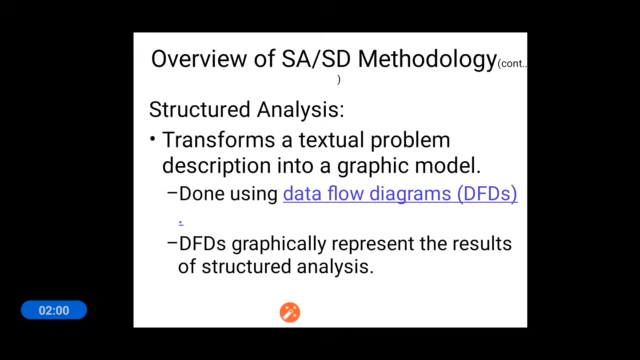 Overview of SA/SD Methodology(cont..
)
Structured Analysis:
• Transforms a textual problem
description into a graphic model.
–Done using data flow diagrams (DFDs)
.
–DFDs graphically represent the results
of structured analysis.
02:00